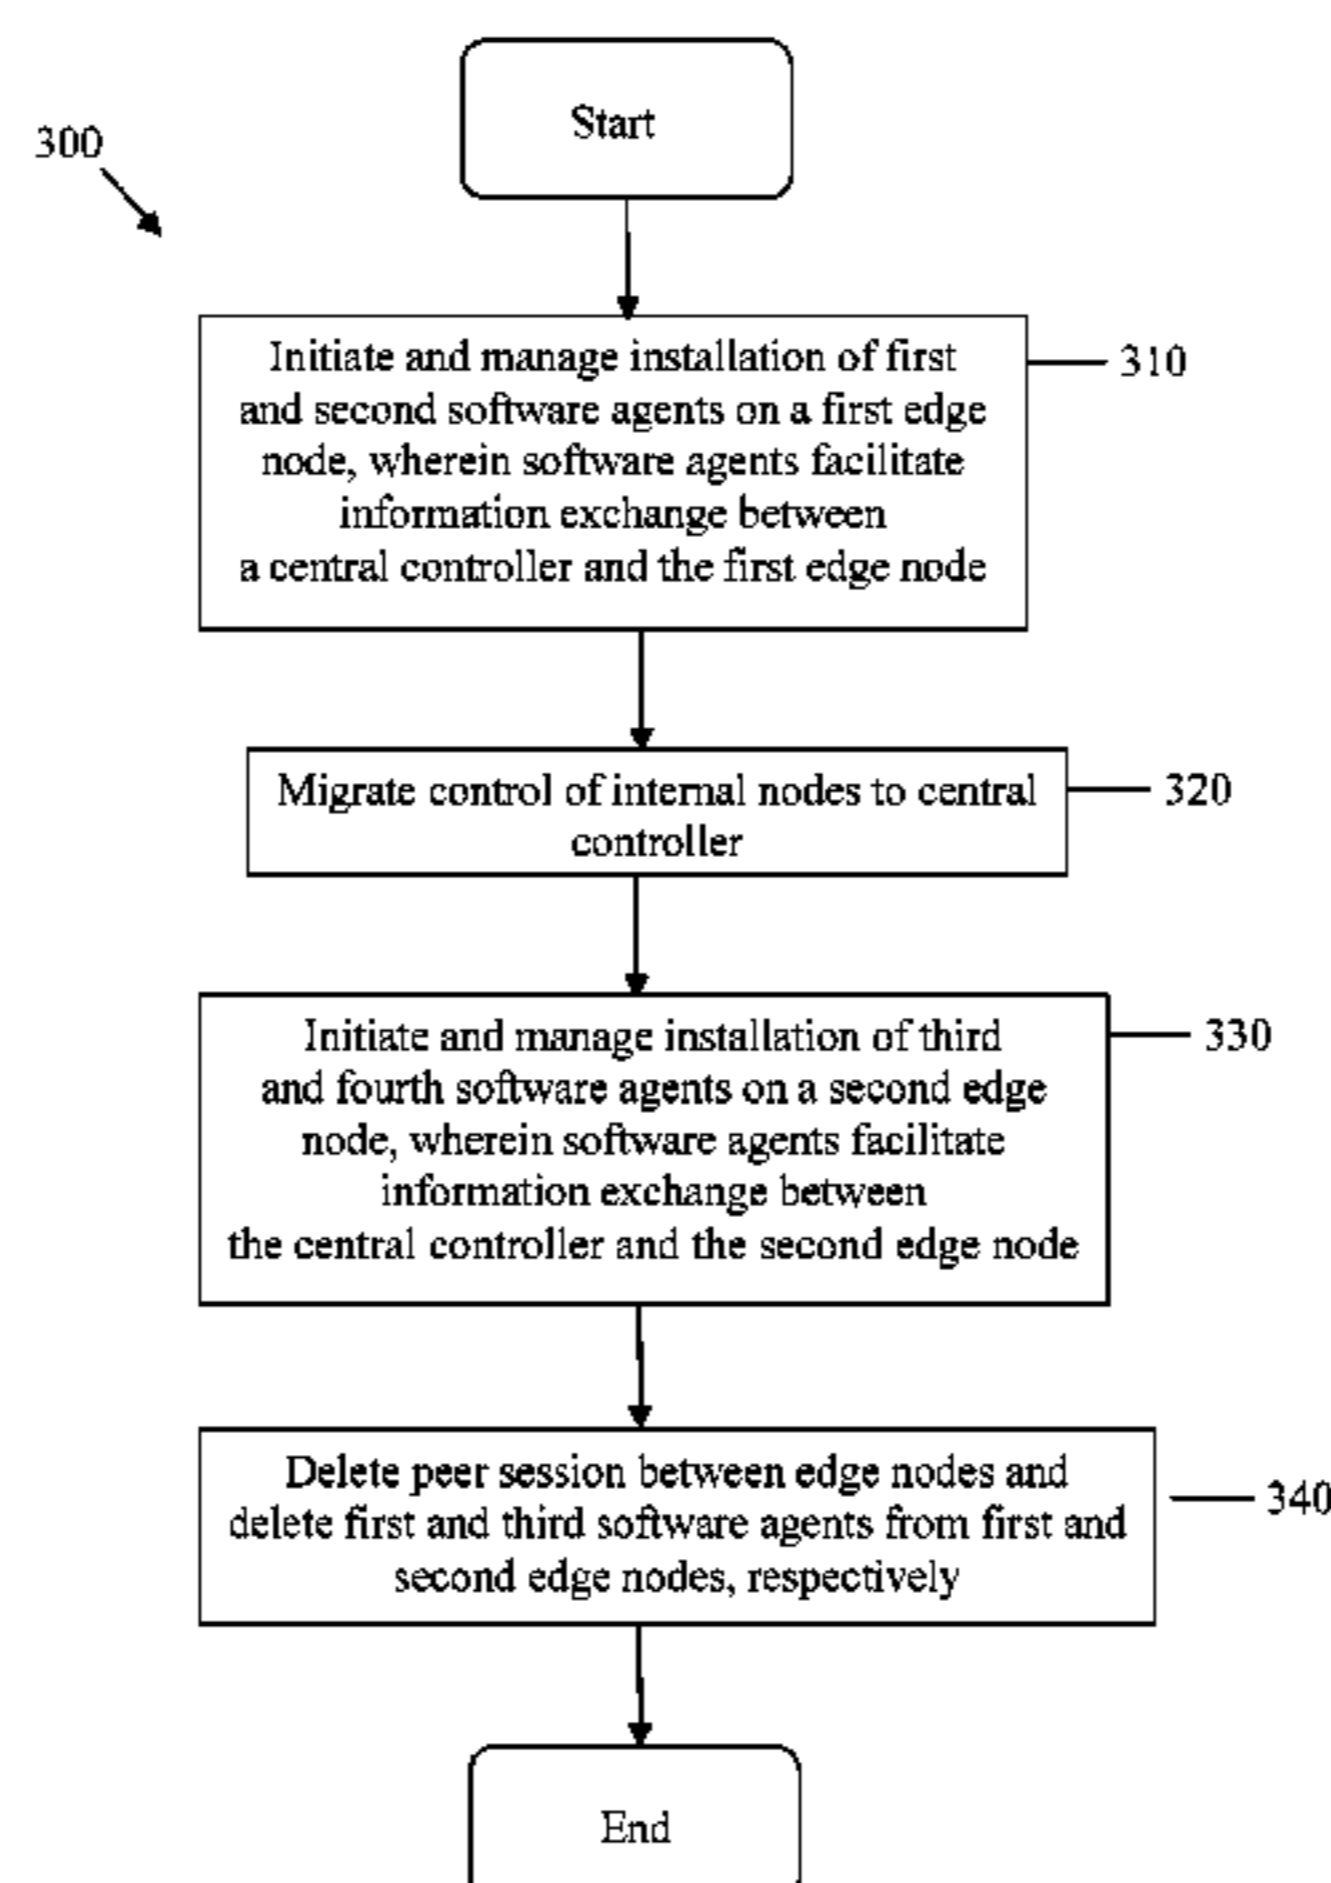 Start
300
Initiate and manage installation of first
and second software agents on a first edge
node, wherein software agents facilitate
information exchange between
a central controller and the first edge node
310
Migrate control of internal nodes to central
controller
320
Initiate and manage installation of third
and fourth software agents on a second edge
node, wherein software agents facilitate
information exchange between
the central controller and the second edge node
330
Delete peer session between edge nodes and
delete first and third software agents from first and
second edge nodes, respectively
340
End